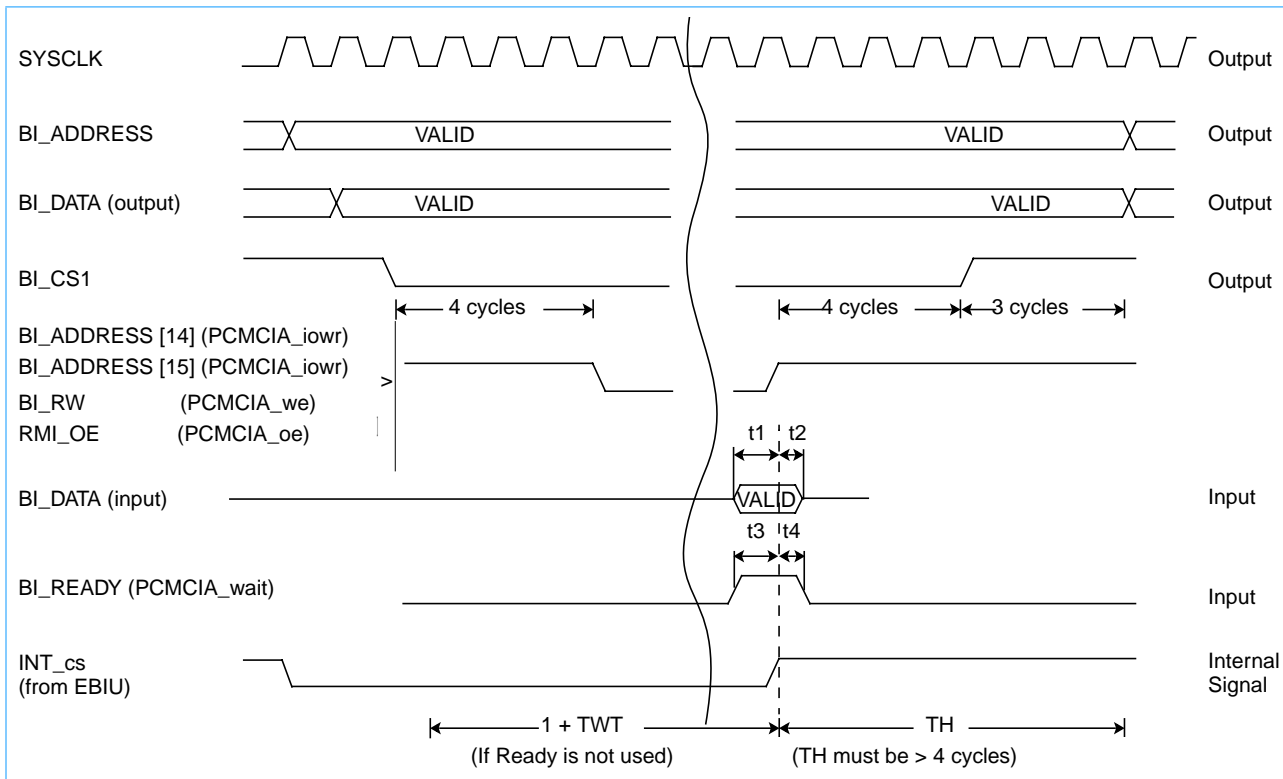 SYSCLK
Output
BI_ADDRESS
VALID
VALID
Output
BI_DATA (output)
VALID
VALID
Output
BI_CS1
Output
4 cycles
4 cycles
3 cycles
BI_ADDRESS [14] (PCMCIA_iowr)
BI_ADDRESS [15] (PCMCIA_iowr)
BI_RW (PCMCIA_we)
RMI_OE (PCMCIA_oe)
>
t1
t2
BI_DATA (input)
VALID
Input
t3
t4
BI_READY (PCMCIA_wait)
Input
INT_cs
(from EBIU)
Internal
Signal
1 + TWT
TH
(If Ready is not used)
(TH must be > 4 cycles)